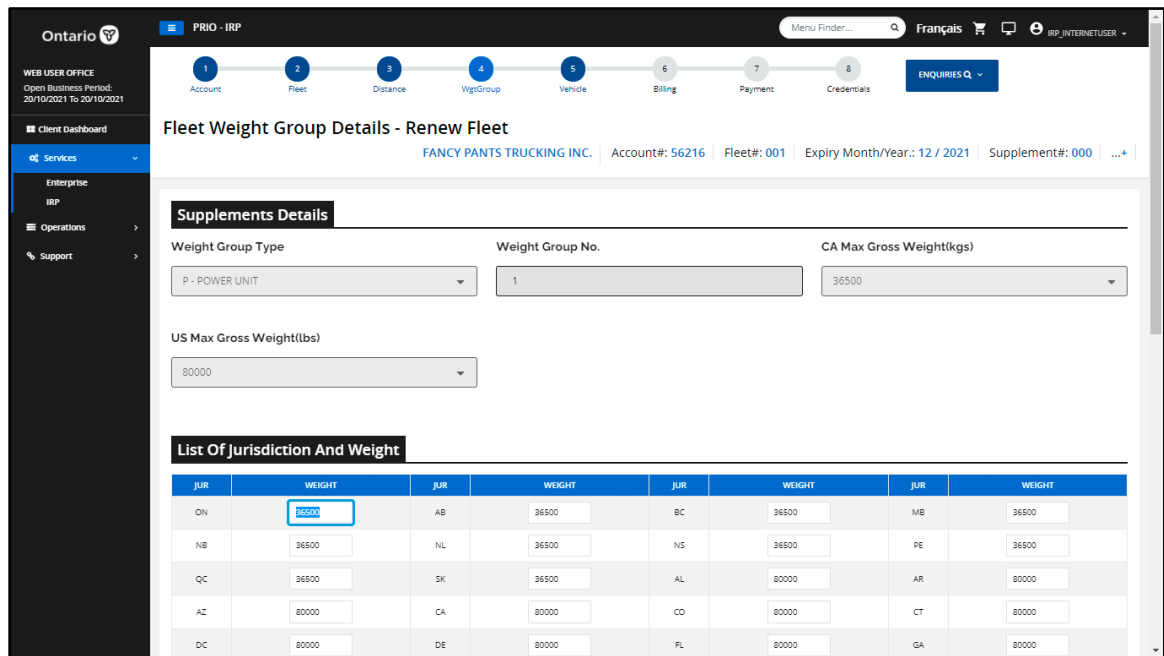 Ontario
PRIO - IRP
Menu Finder...
Français
IRP_INTERNETUSER
WEB USER OFFICE
Open Business Period:
20/10/2021 To 20/10/2021
Client Dashboard
Services
Enterprise
IRP
Operations
Support
1 2 3 4 5 6 7 8
Account Fleet Distance WgtGroup Vehicle Billing Payment Credentials
ENQUIRIES
Fleet Weight Group Details - Renew Fleet
FANCY PANTS TRUCKING INC. Account#: 56216 Fleet#: 001 Expiry Month/Year.: 12 / 2021 Supplement#: 000 ...+
Supplements Details
Weight Group Type Weight Group No. CA Max Gross Weight(kgs)
P - POWER UNIT 1 36500
US Max Gross Weight(lbs)
80000
List Of Jurisdiction And Weight
JUR WEIGHT JUR WEIGHT JUR WEIGHT JUR WEIGHT
ON 36500 AB 36500 BC 36500 MB 36500
NB 36500 NL 36500 NS 36500 PE 36500
QC 36500 SK 36500 AL 80000 AR 80000
AZ 80000 CA 80000 CO 80000 CT 80000
DC 80000 DE 80000 FL 80000 GA 80000